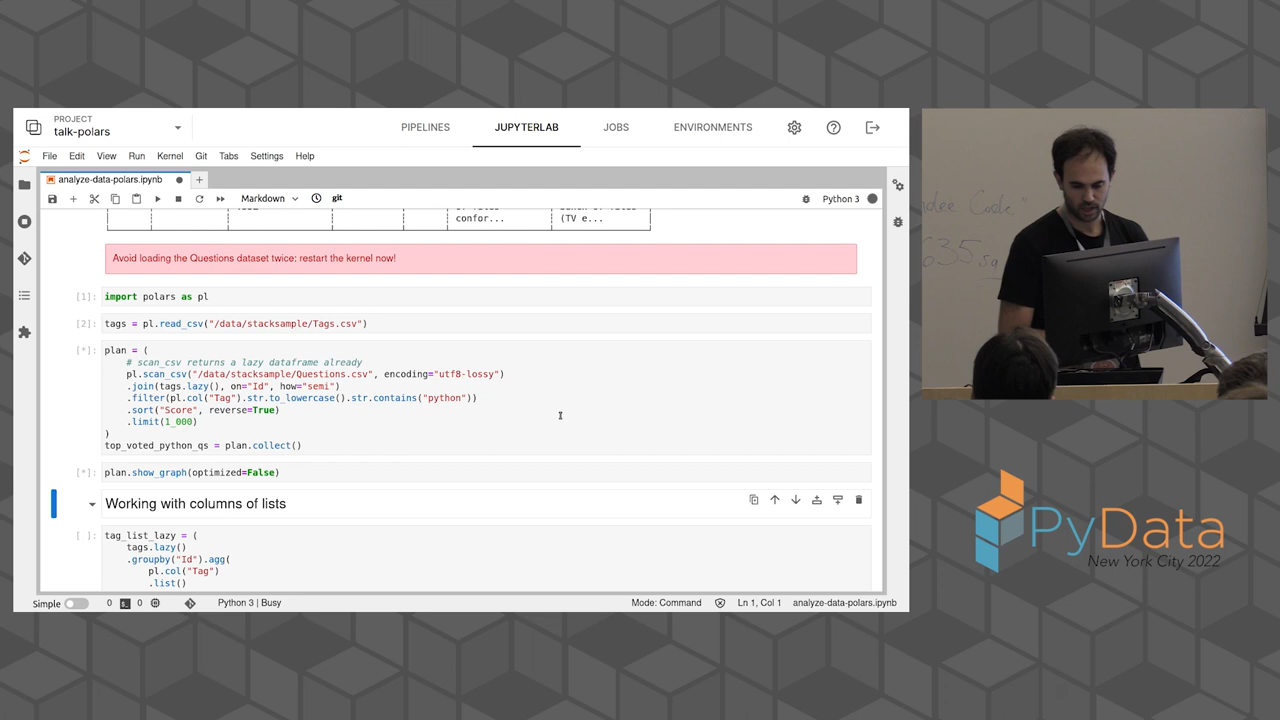 PROJECT
talk-polars
PIPELINES JUPYTERLAB JOBS ENVIRONMENTS
File Edit View Run Kernel Git Tabs Settings Help
analyze-data-polars.ipynb
Markdown git Python 3
confor... (TV e...
Avoid loading the Questions dataset twice: restart the kernel now!
[1]: import polars as pl
[2]: tags = pl.read_csv("/data/stacksample/Tags.csv")
[*]: plan = (
# scan_csv returns a lazy dataframe already
pl.scan_csv("/data/stacksample/Questions.csv", encoding="utf8-lossy")
.join(tags.lazy(), on="Id", how="semi")
.filter(pl.col("Tag").str.to_lowercase().str.contains("python"))
.sort("Score", reverse=True)
.limit(1_000)
)
top_voted_python_qs = plan.collect()
[*]: plan.show_graph(optimized=False)
Working with columns of lists
[ ]: tag_list_lazy = (
tags.lazy()
.groupby("Id").agg(
pl.col("Tag")
.list()
Simple 0 0 Python 3 | Busy Mode: Command Ln 1, Col 1 analyze-data-polars.ipynb
PyData
New York City 2022